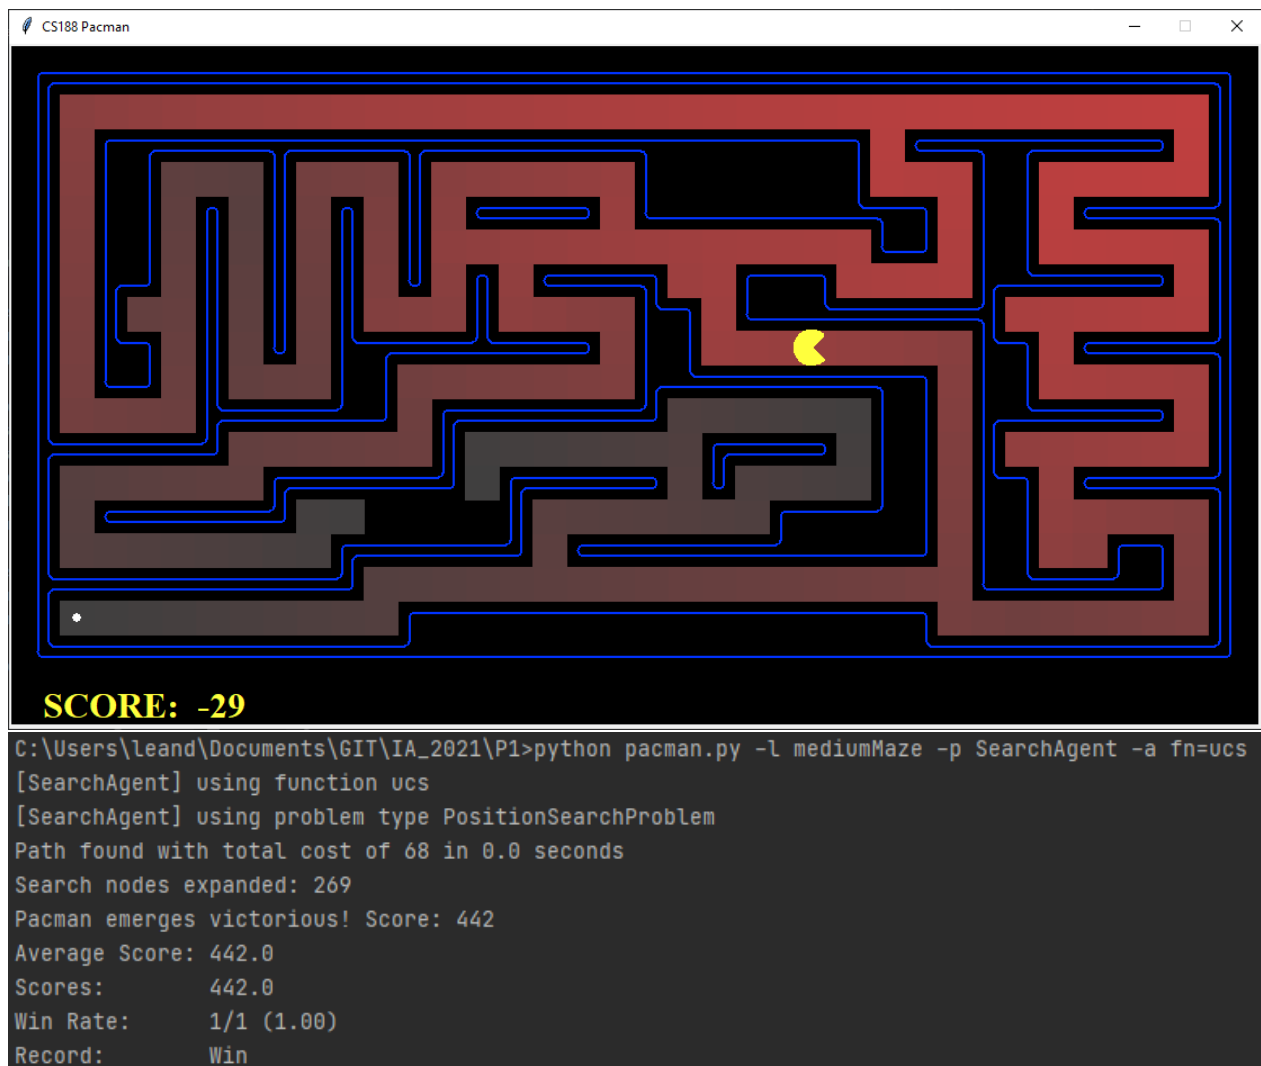 CS188 Pacman
SCORE: -29
C:\Users\leand\Documents\GIT\IA_2021\P1>python pacman.py -l mediumMaze -p SearchAgent -a fn=ucs
[SearchAgent] using function ucs
[SearchAgent] using problem type PositionSearchProblem
Path found with total cost of 68 in 0.0 seconds
Search nodes expanded: 269
Pacman emerges victorious! Score: 442
Average Score: 442.0
Scores:        442.0
Win Rate:      1/1 (1.00)
Record:        Win